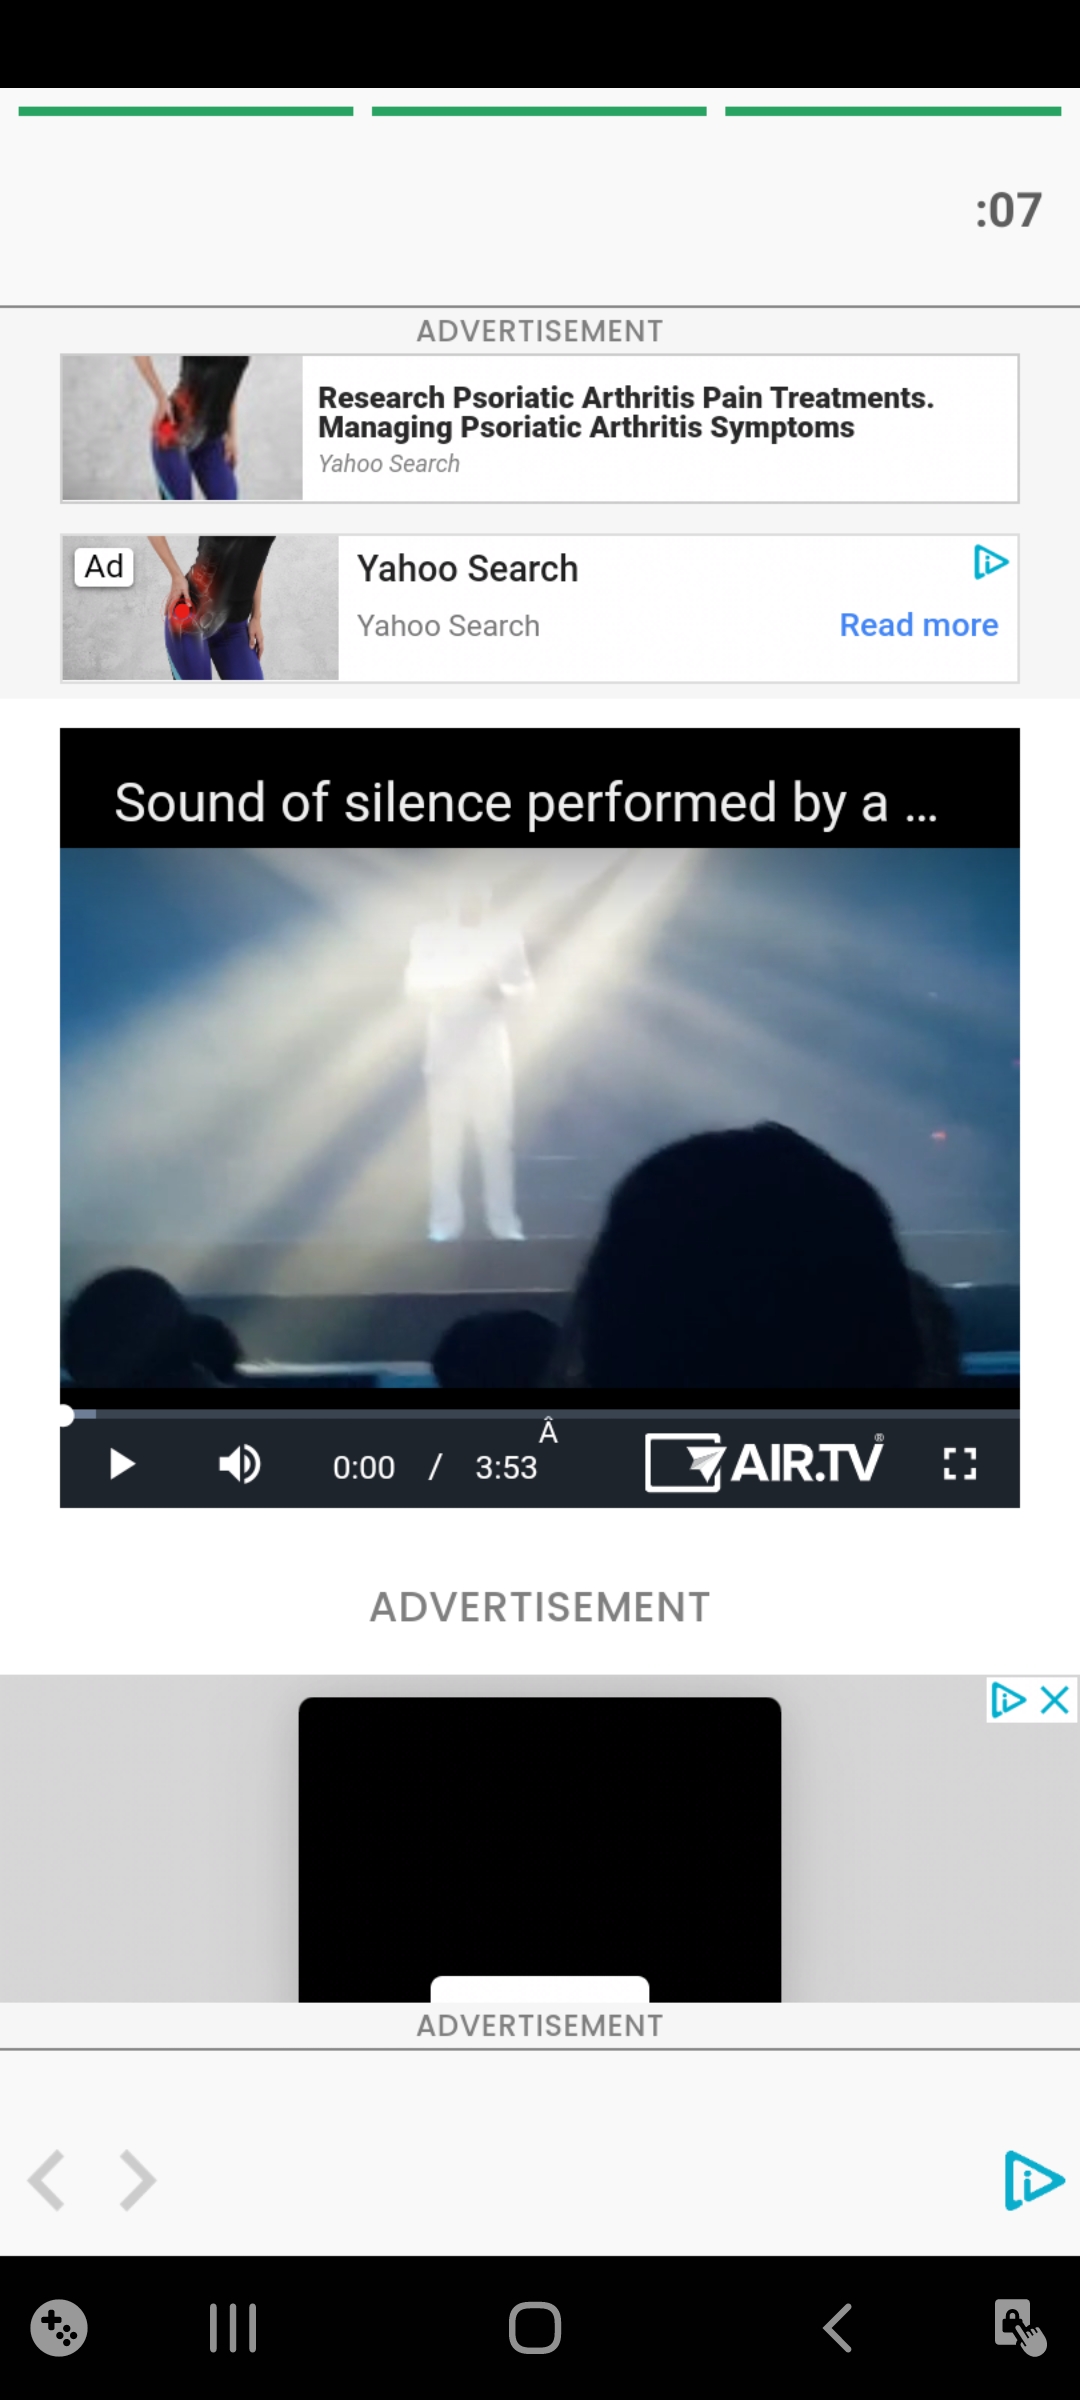 :07
ADVERTISEMENT
Research Psoriatic Arthritis Pain Treatments.
Managing Psoriatic Arthritis Symptoms
Yahoo Search
Ad
Yahoo Search
Yahoo Search
Read more
Sound of silence performed by a ...
0:00 / 3:53 Â
AIR.TV®
ADVERTISEMENT
ADVERTISEMENT